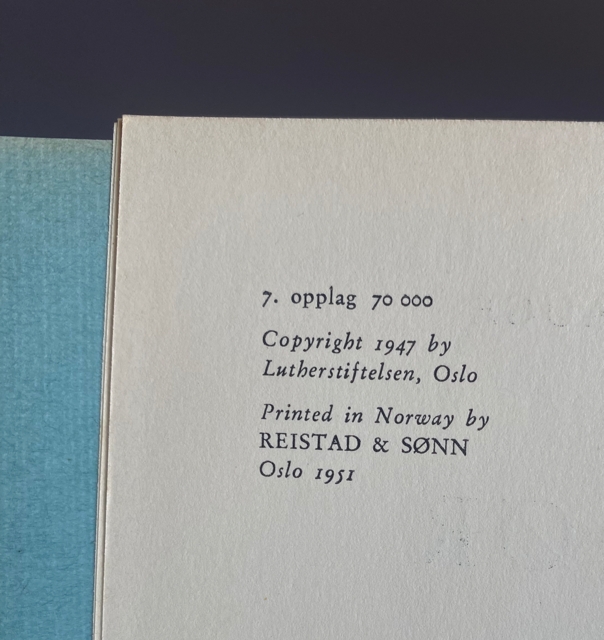 7. opplag 70 000
Copyright 1947 by
Lutherstiftelsen, Oslo
Printed in Norway by
REISTAD & SØNN
Oslo 1951